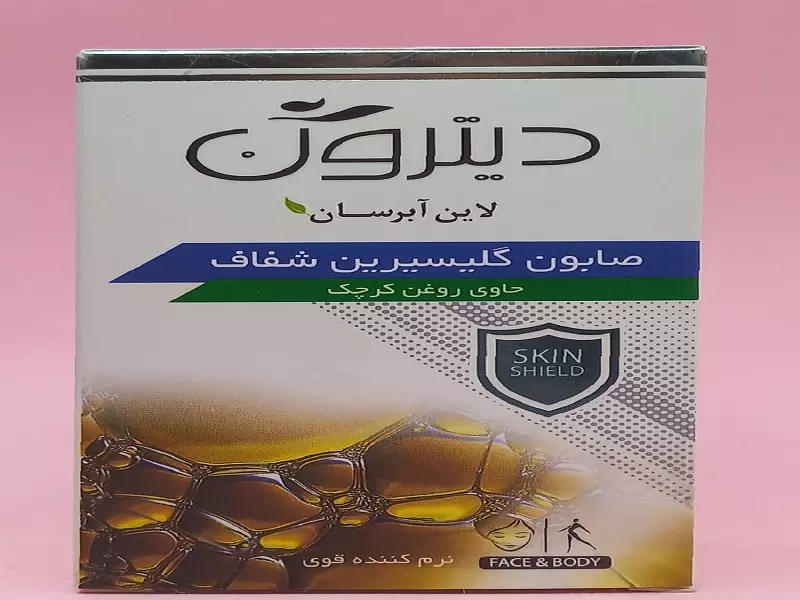 دیترون
لاین آبرسان
صابون گلیسیرین شفاف
حاوی روغن کرچک
SKIN
SHIELD
نرم کننده قوی
FACE & BODY